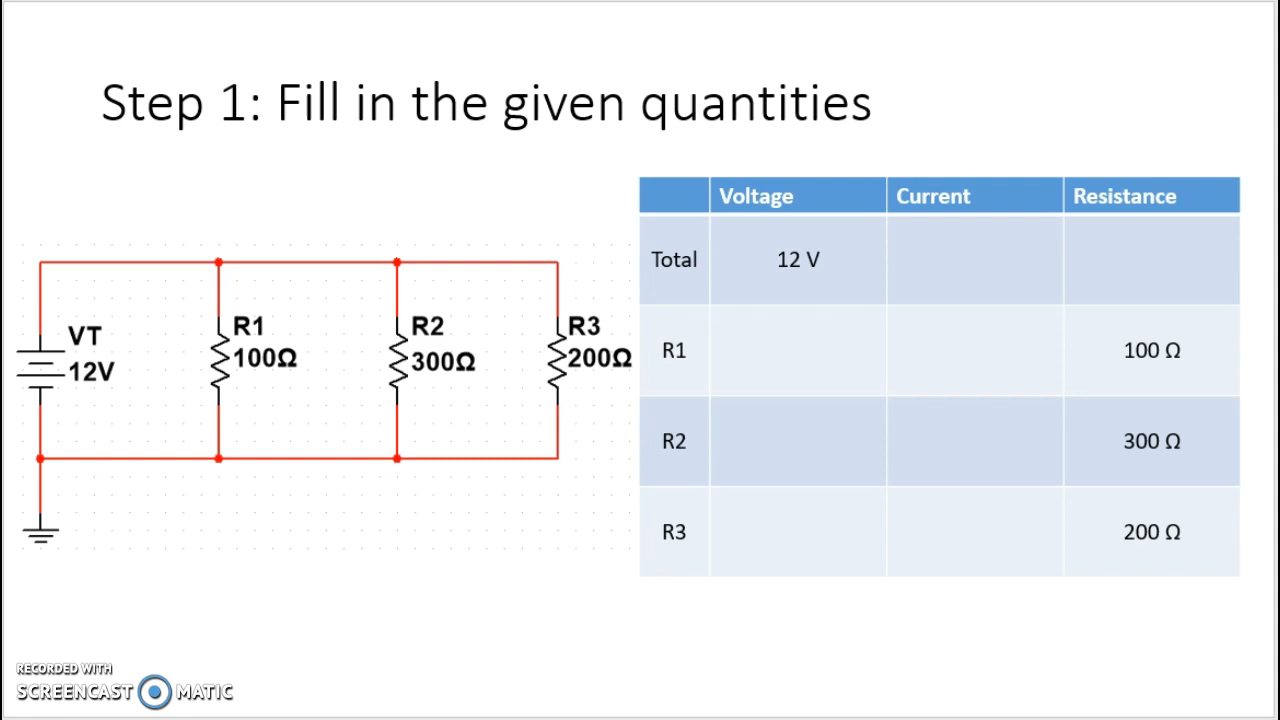 Step 1: Fill in the given quantities
Voltage Current Resistance
Total 12 V
R1 100 Ω
R2 300 Ω
R3 200 Ω
VT
12V
R1
100Ω
R2
300Ω
R3
200Ω
RECORDED WITH
SCREENCAST MATIC